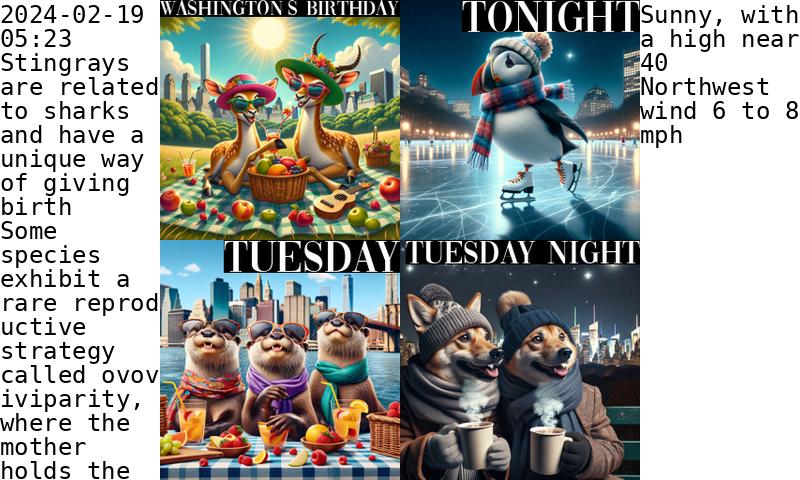 2024-02-19
05:23
Stingrays
are related
to sharks
and have a
unique way
of giving
birth
Some
species
exhibit a
rare reprod
uctive
strategy
called ovov
iviparity,
where the
mother
holds the
WASHINGTON'S BIRTHDAY
TONIGHT
TUESDAY
TUESDAY NIGHT
Sunny, with
a high near
40
Northwest
wind 6 to 8
mph